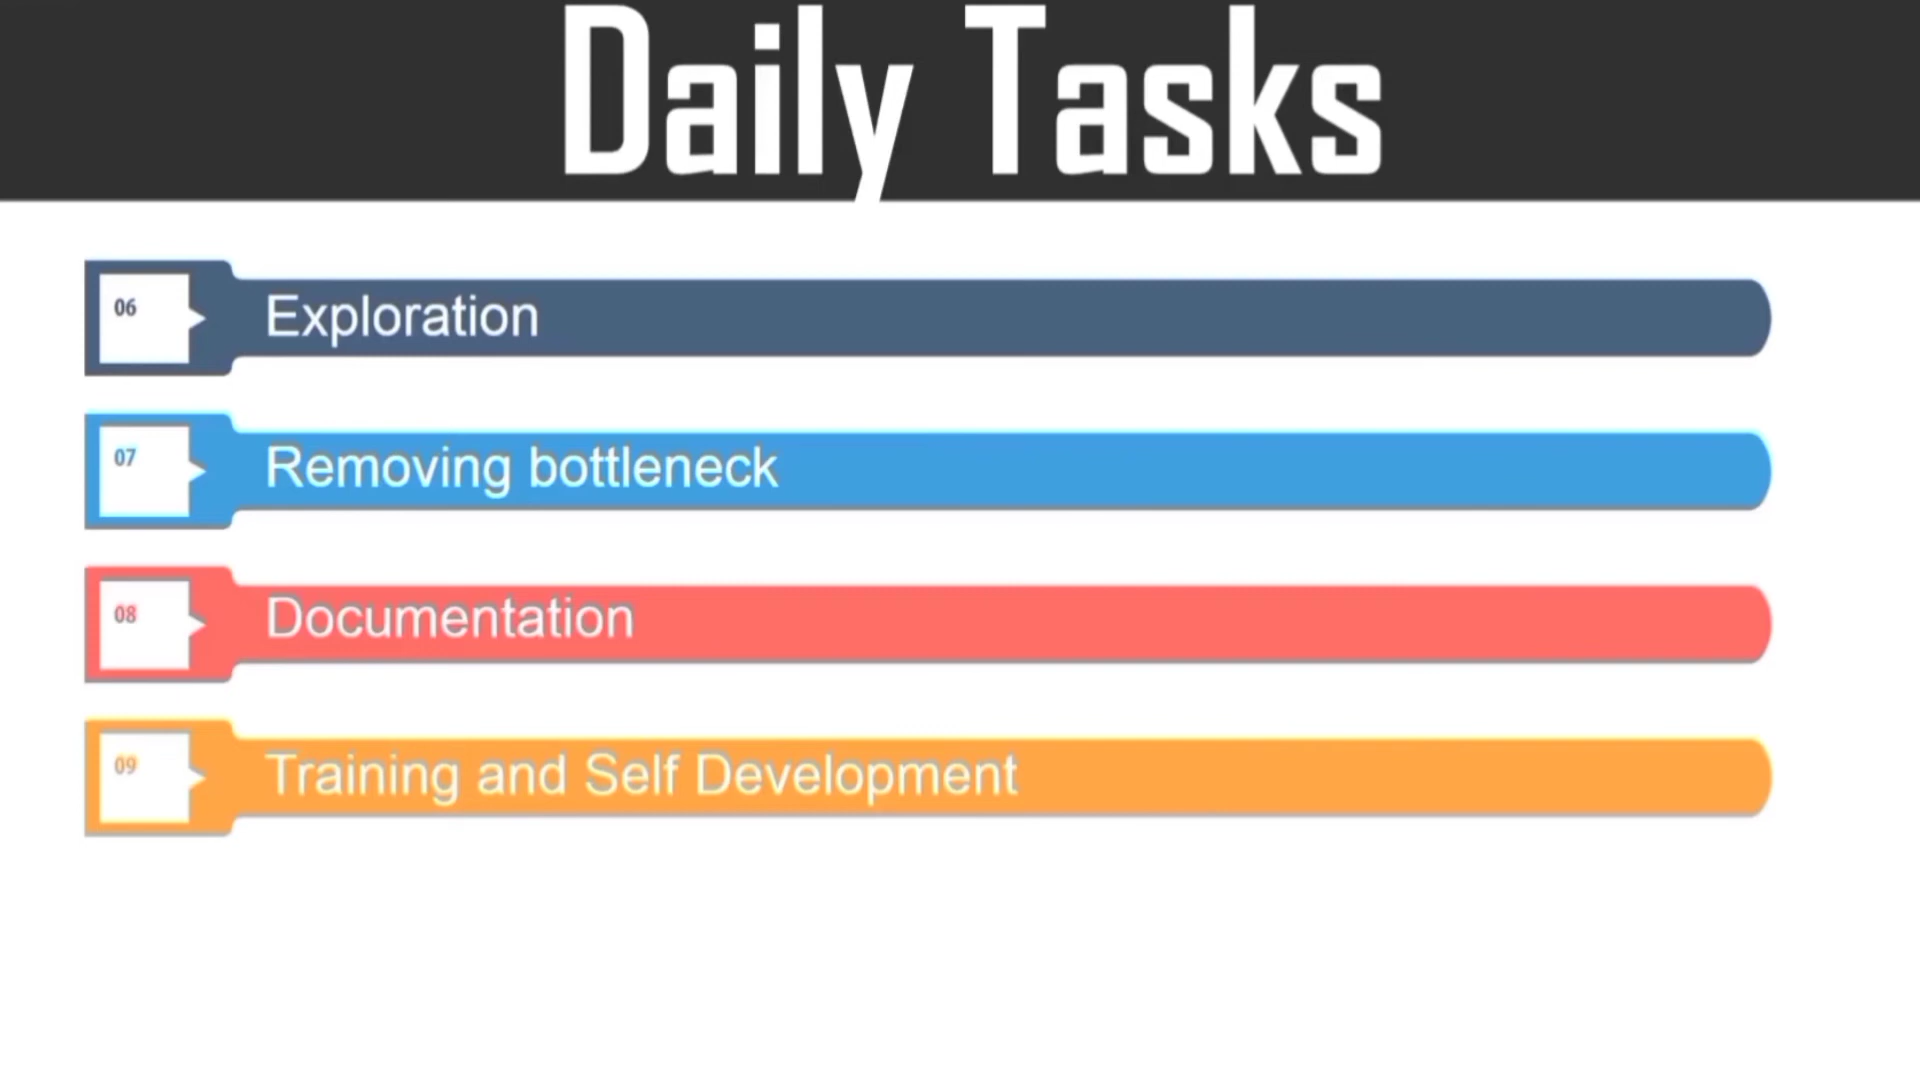 Daily Tasks
06
Exploration
07
Removing bottleneck
08
Documentation
09
Training and Self Development